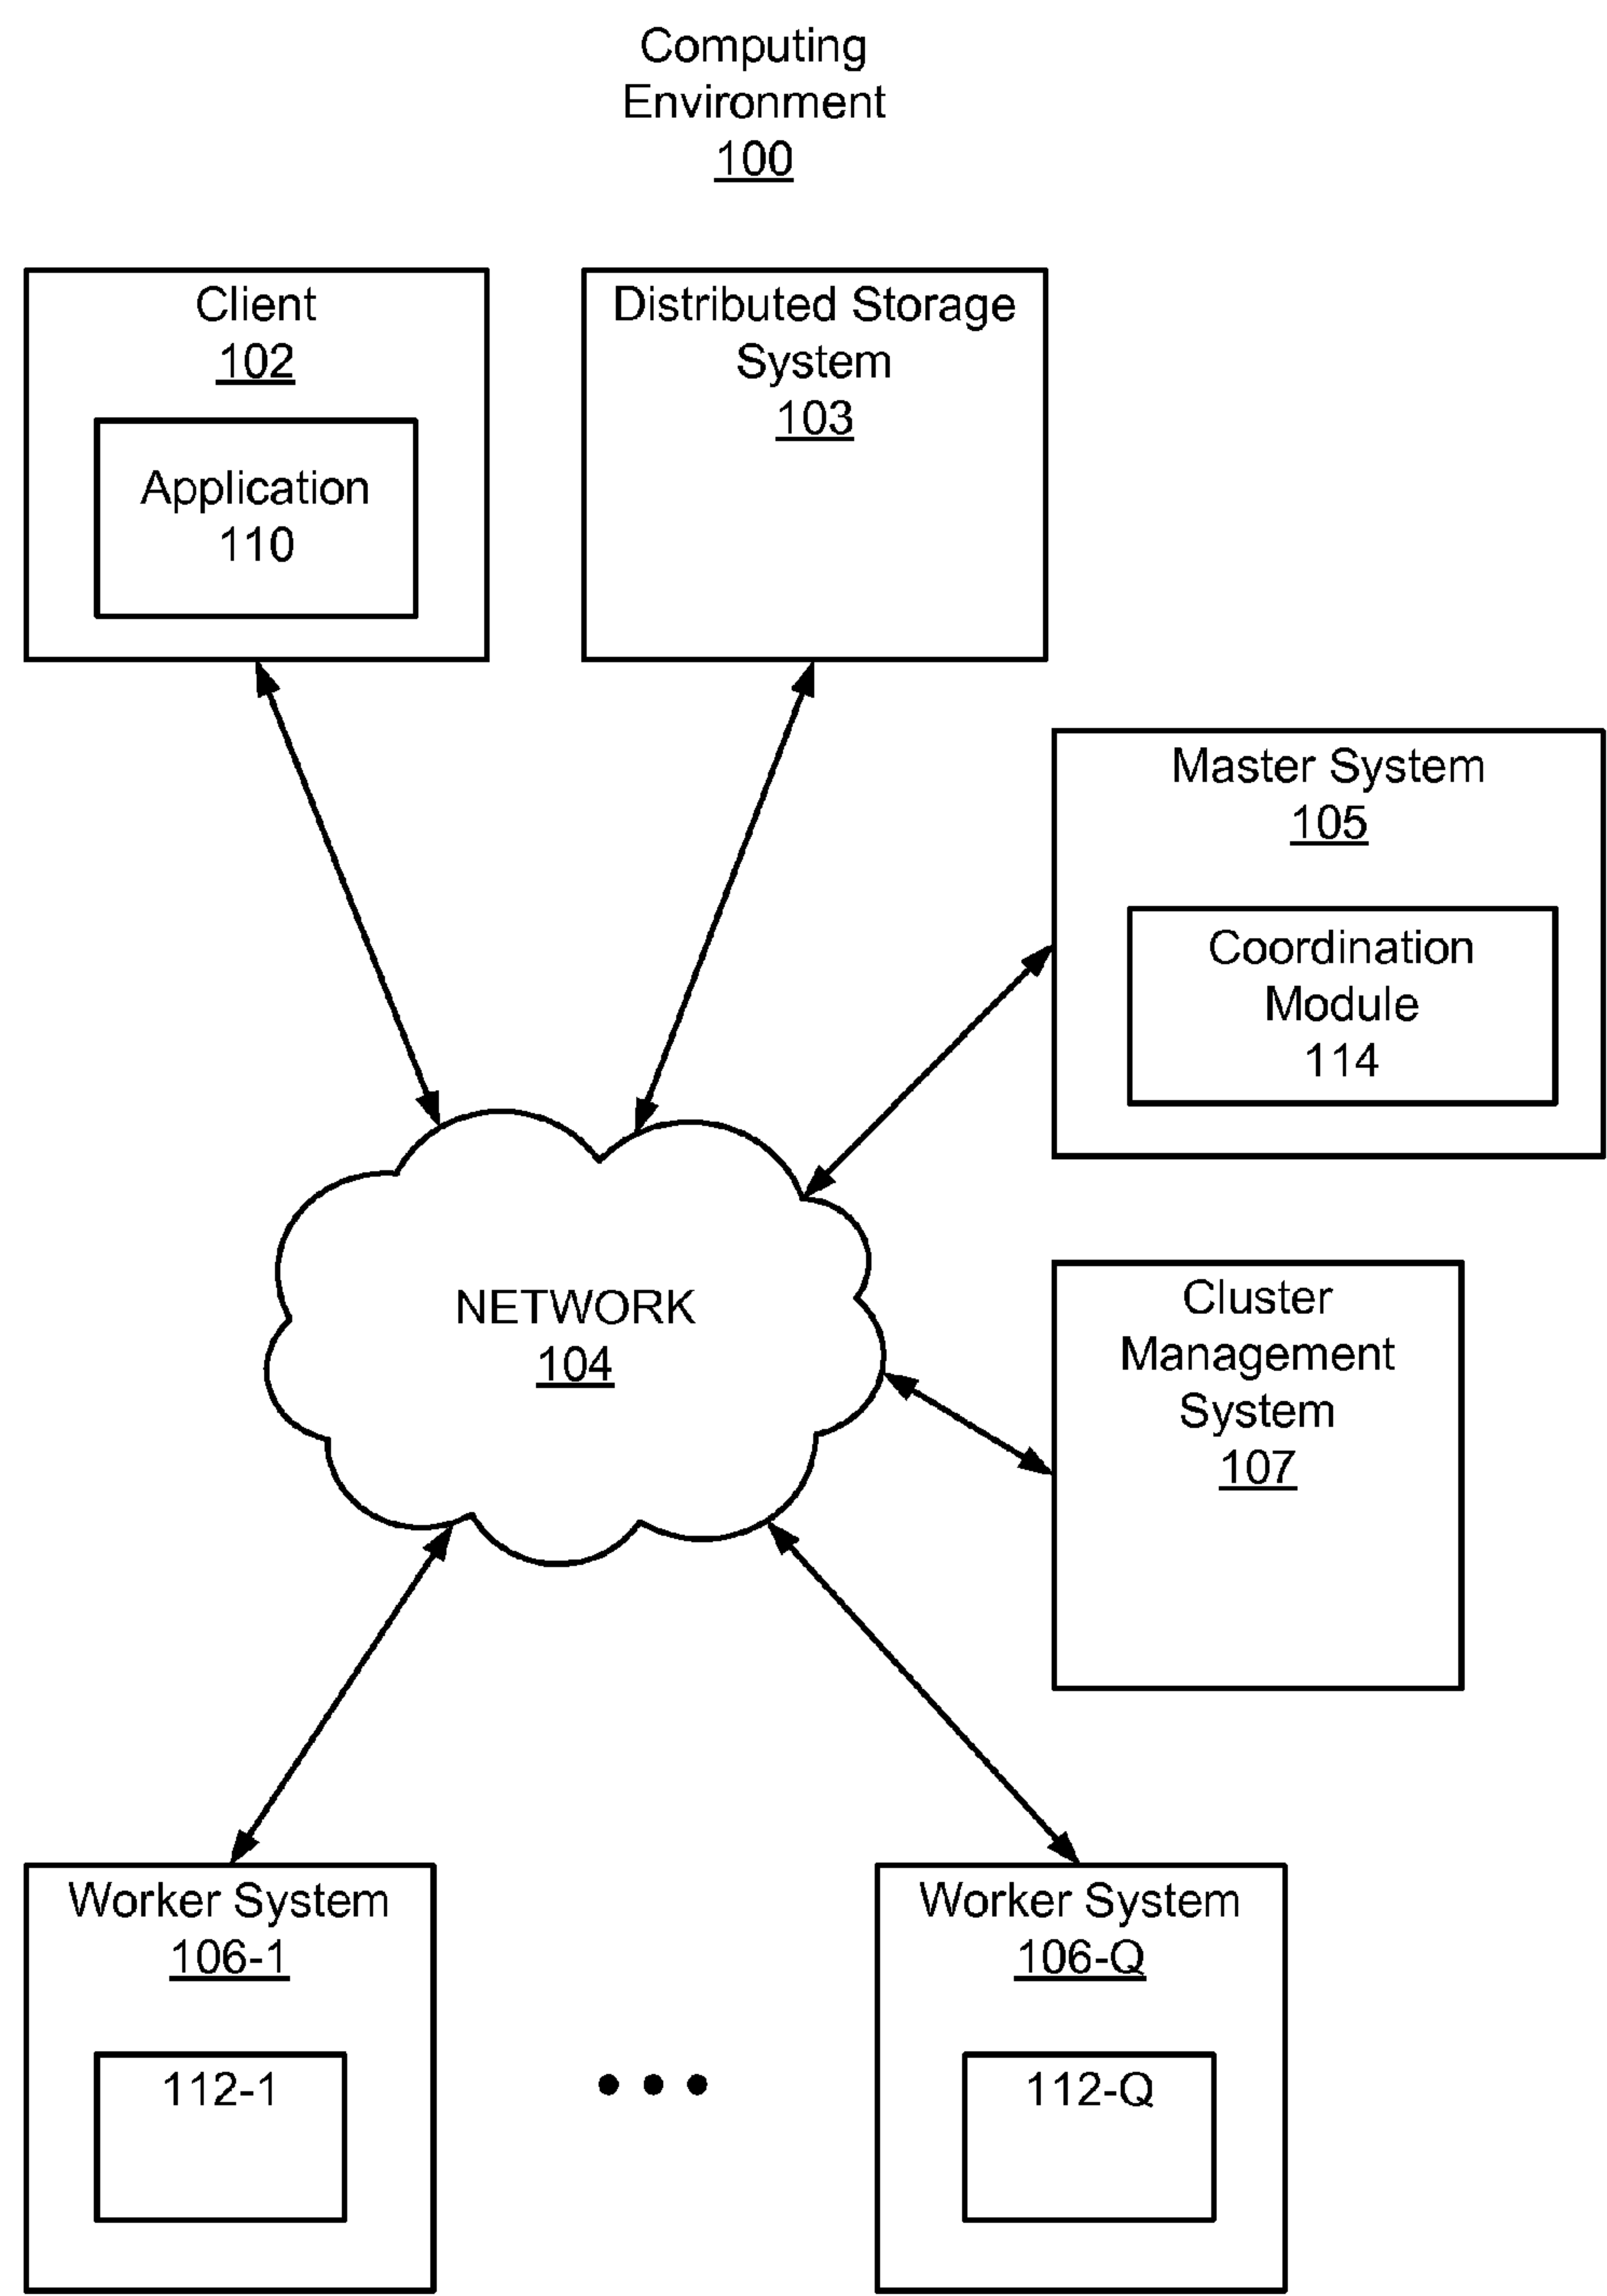 Computing
Environment
100
Client
102
Application
110
Distributed Storage
System
103
Master System
105
Coordination
Module
114
NETWORK
104
Cluster
Management
System
107
Worker System
106-1
112-1
Worker System
106-Q
112-Q